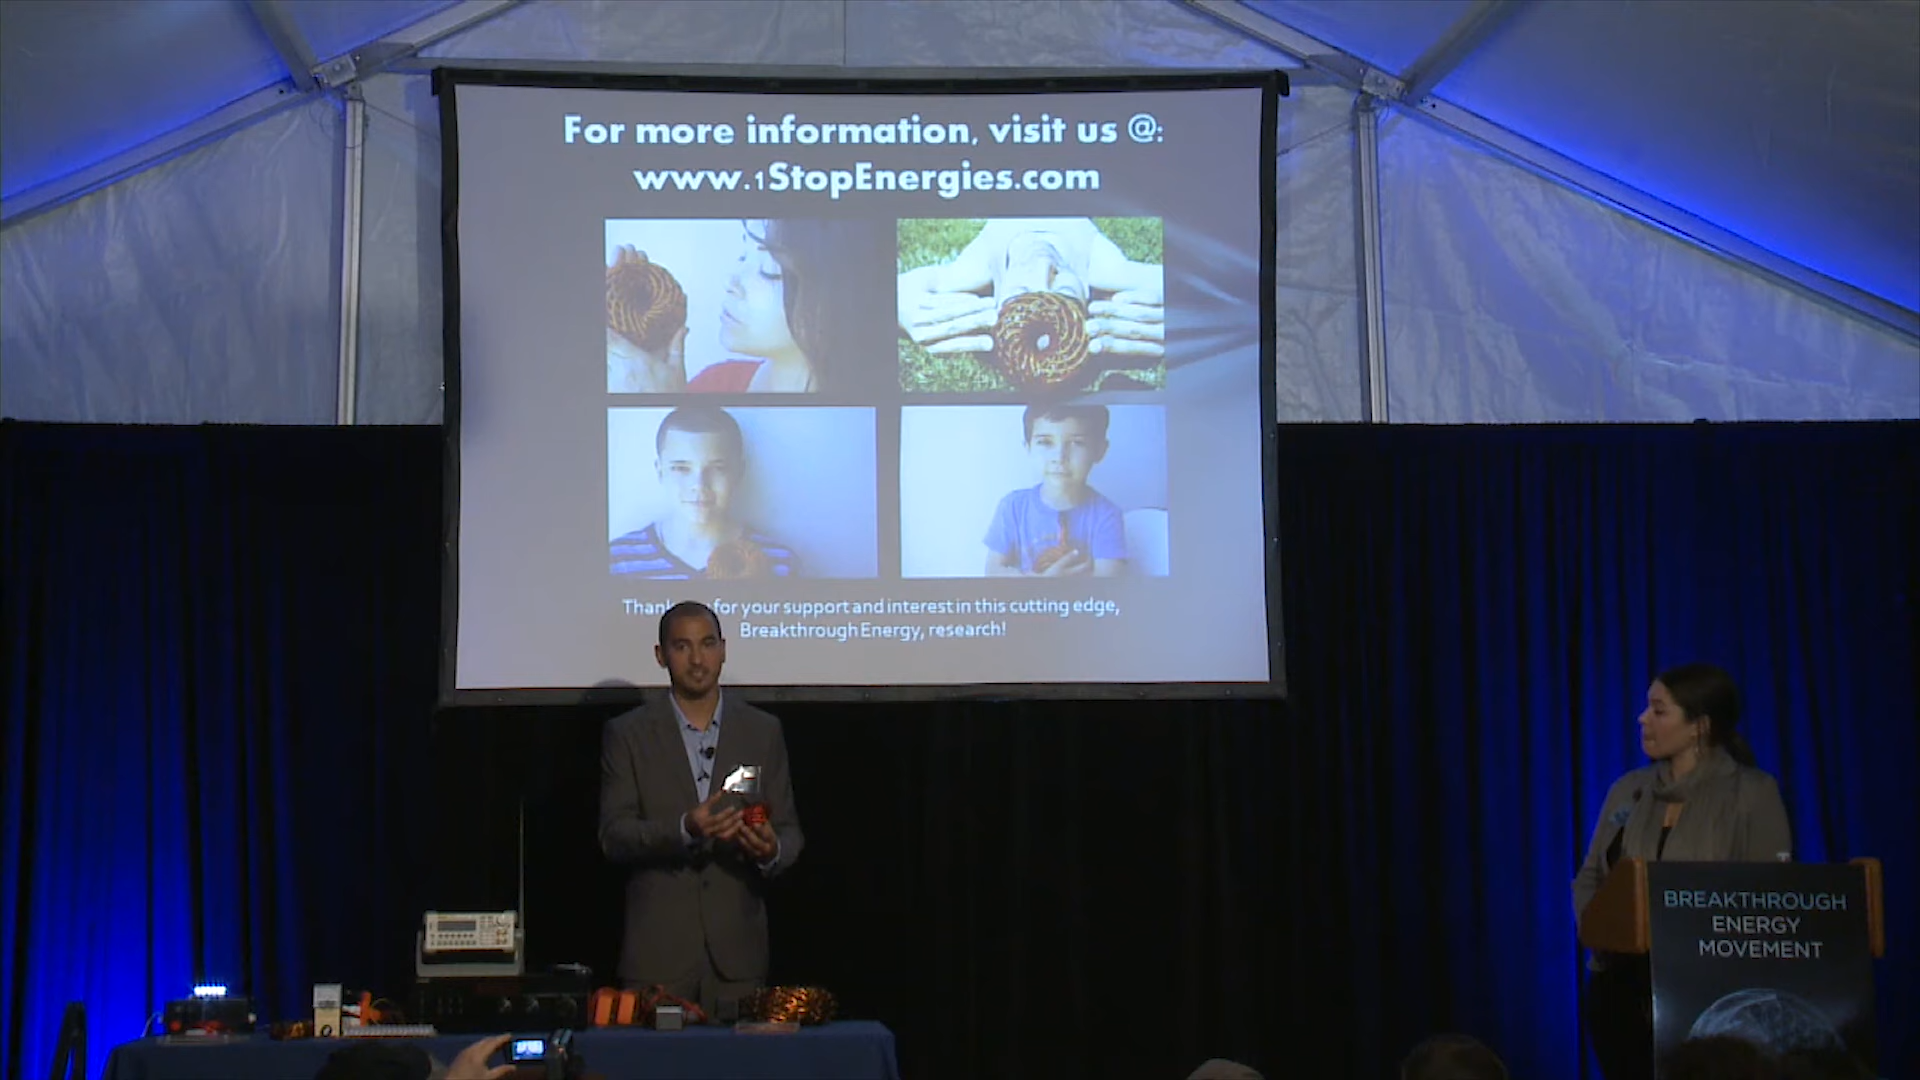 For more information, visit us @:
www.1StopEnergies.com
Thank for your support and interest in this cutting edge,
Breakthrough Energy, research!
BREAKTHROUGH
ENERGY
MOVEMENT